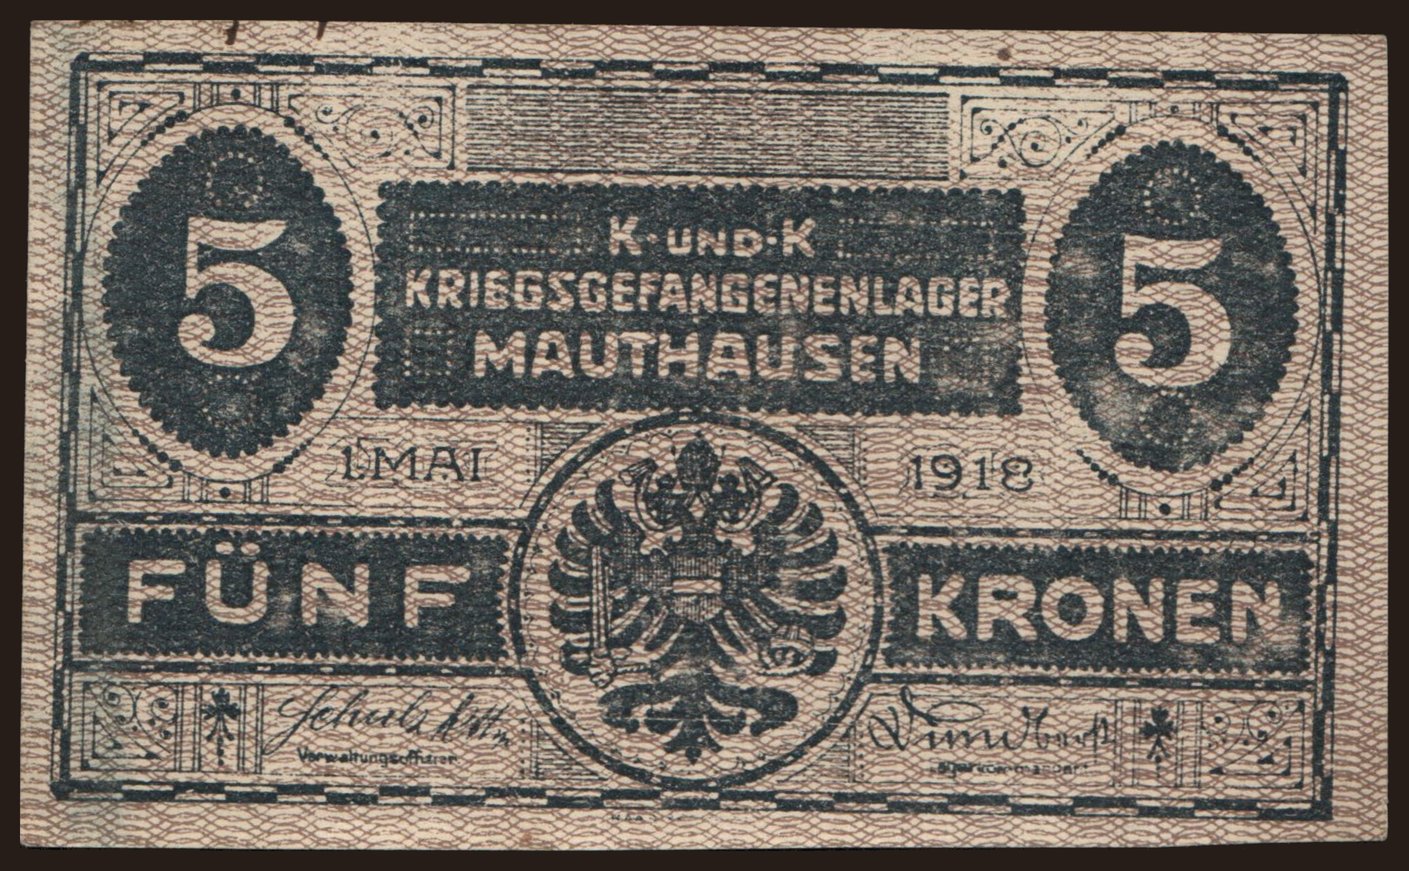 5
5
K·UND·K
KRIEGSGEFANGENENLAGER
MAUTHAUSEN
1.MAI
1918
FÜNF
KRONEN
Verwaltungsoffizier